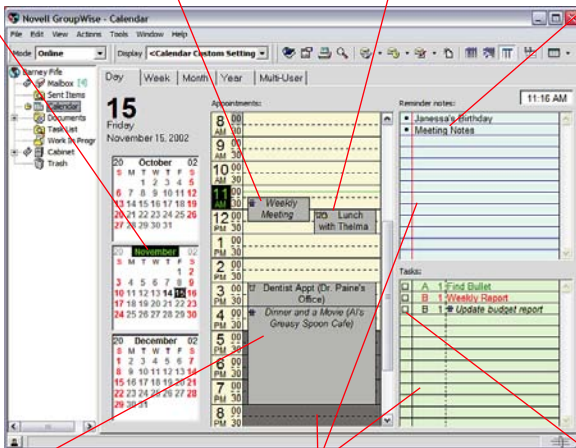 Novell GroupWise - Calendar
File Edit View Actions Tools Window Help
Mode Online Display <Calendar Custom Setting
Barney Fife
Mailbox [4]
Sent Items
Calendar
Documents
Task List
Work In Progr
Cabinet
Trash
Day Week Month Year Multi-User
15
Friday
November 15, 2002
20 October 02
S M T W T F S
1 2 3 4 5
6 7 8 9 10 11 12
13 14 15 16 17 18 19
20 21 22 23 24 25 26
27 28 29 30 31
20 November 02
S M T W T F S
1 2
3 4 5 6 7 8 9
10 11 12 13 14 15 16
17 18 19 20 21 22 23
24 25 26 27 28 29 30
20 December 02
S M T W T F S
1 2 3 4 5 6 7
8 9 10 11 12 13 14
15 16 17 18 19 20 21
22 23 24 25 26 27 28
29 30 31
Appointments:
8 00
AM 30
9 00
AM 30
10 00
AM 30
11 00
AM 30
Weekly
Meeting
12 00
PM 30
Lunch
with Thelma
1 00
PM 30
2 00
PM 30
3 00
PM 30
Dentist Appt (Dr. Paine's
Office)
4 00
PM 30
Dinner and a Movie (Al's
Greasy Spoon Cafe)
5 00
PM 30
6 00
PM 30
7 00
PM 30
8 00
PM 30
Reminder notes:
11:16 AM
• Janessa's Birthday
• Meeting Notes
Tasks:
A 1 Find Bullet
B 1 Weekly Report
B 1 Update budget report